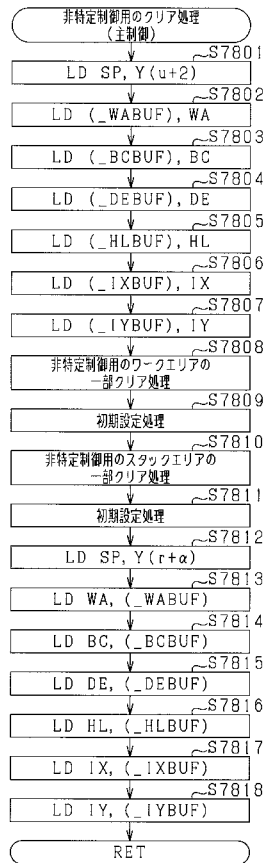 非特定制御用のクリア処理
(主制御)
S7801
LD SP, Y(u+2)
S7802
LD (_WABUF), WA
S7803
LD (_BCBUF), BC
S7804
LD (_DEBUF), DE
S7805
LD (_HLBUF), HL
S7806
LD (_IXBUF), IX
S7807
LD (_IYBUF), IY
S7808
非特定制御用のワークエリアの
一部クリア処理
S7809
初期設定処理
S7810
非特定制御用のスタックエリアの
一部クリア処理
S7811
初期設定処理
S7812
LD SP, Y(r+α)
S7813
LD WA, (_WABUF)
S7814
LD BC, (_BCBUF)
S7815
LD DE, (_DEBUF)
S7816
LD HL, (_HLBUF)
S7817
LD IX, (_IXBUF)
S7818
LD IY, (_IYBUF)
RET